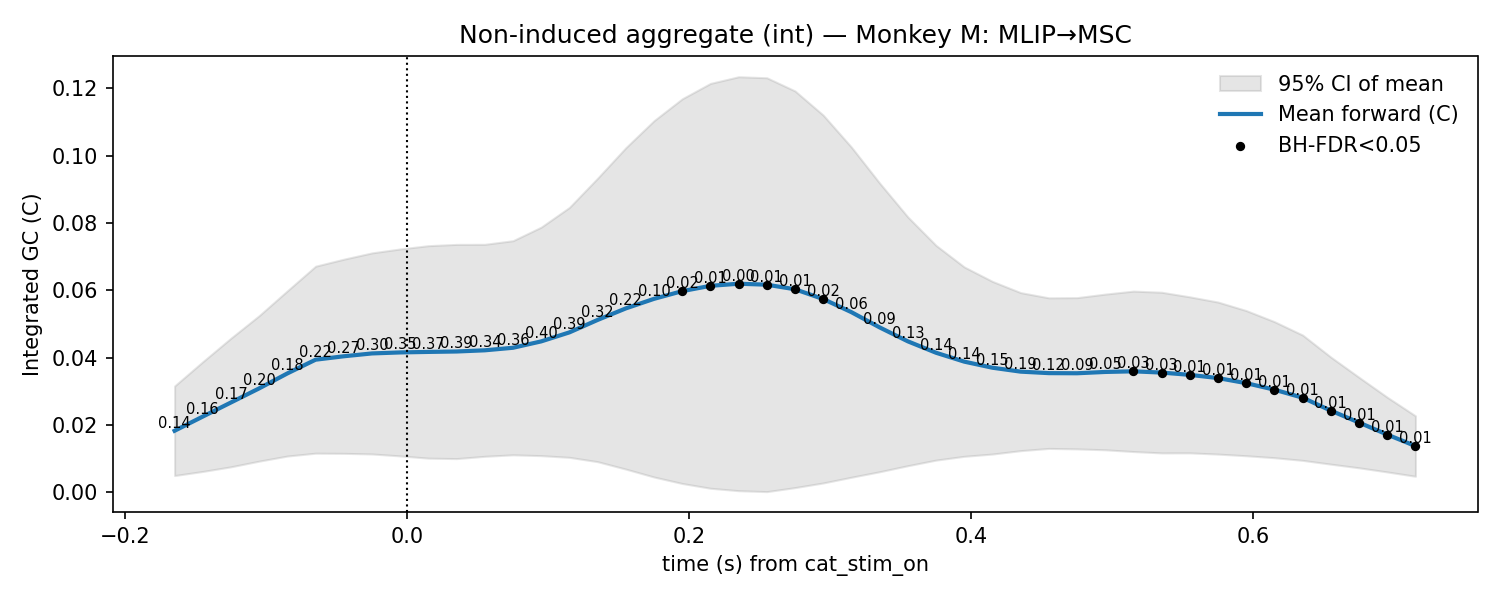 Non-induced aggregate (int) — Monkey M: MLIP→MSC
Integrated GC (C)
0.12
0.10
0.08
0.06
0.04
0.02
0.00
95% CI of mean
Mean forward (C)
BH-FDR<0.05
0.14 0.16 0.17 0.20 0.18 0.22 0.27 0.30 0.35 0.37 0.39 0.34 0.36 0.40 0.39 0.32 0.22 0.10 0.02 0.01 0.00 0.01 0.01 0.02 0.06 0.09 0.13 0.14 0.14 0.15 0.19 0.12 0.09 0.05 0.03 0.03 0.01 0.01 0.01 0.01 0.01 0.01 0.01 0.01 0.01
−0.2 0.0 0.2 0.4 0.6
time (s) from cat_stim_on